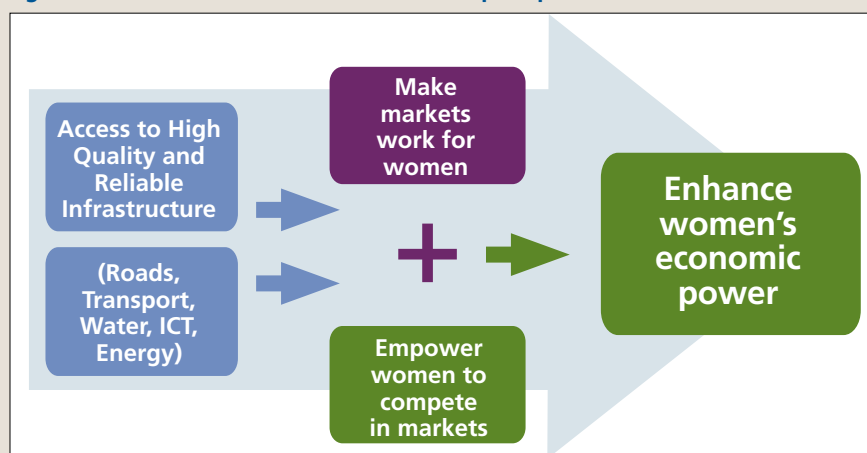 Access to High
Quality and
Reliable
Infrastructure
(Roads,
Transport,
Water, ICT,
Energy)
Make
markets
work for
women
+
Empower
women to
compete
in markets
Enhance
women's
economic
power